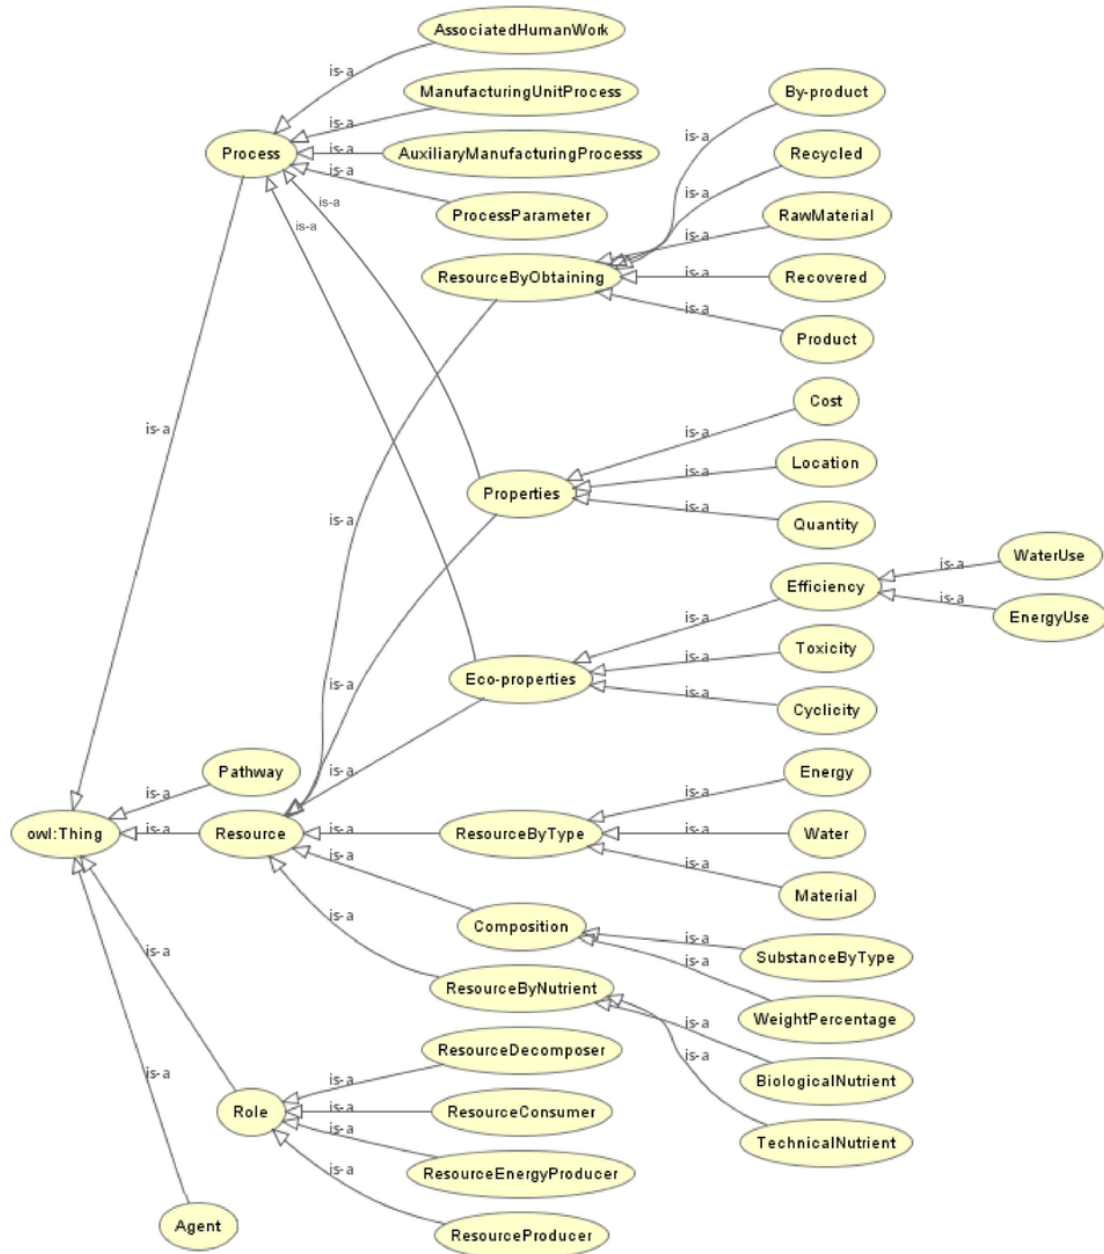 AssociatedHumanWork
is-a
ManufacturingUnitProcess
By-product
is-a
is-a
Process
is-a
AuxiliaryManufacturingProcesss
Recycled
is-a
is-a
is-a
is-a
ProcessParameter
RawMaterial
is-a
ResourceByObtaining
is-a
Recovered
is-a
Product
Cost
is-a
is-a
Location
is-a
Properties
is-a
Quantity
is-a
WaterUse
is-a
Efficiency
is-a
EnergyUse
is-a
Toxicity
is-a
is-a
Eco-properties
is-a
Cyclicity
Pathway
is-a
Energy
is-a
is-a
owl:Thing
is-a
Resource
is-a
ResourceByType
is-a
Water
is-a
is-a
Material
Composition
is-a
is-a
SubstanceByType
is-a
ResourceByNutrient
is-a
WeightPercentage
ResourceDecomposer
is-a
is-a
BiologicalNutrient
is-a
is-a
Role
is-a
ResourceConsumer
is-a
TechnicalNutrient
is-a
ResourceEnergyProducer
Agent
ResourceProducer